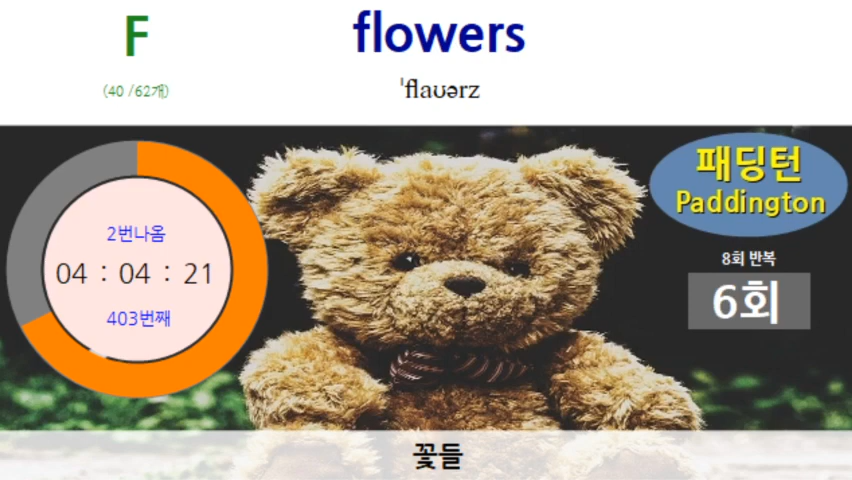 F
flowers
(40 /62개)
ˈflaʊərz
패딩턴
Paddington
2번나옴
04 : 04 : 21
403번째
8회 반복
6회
꽃들